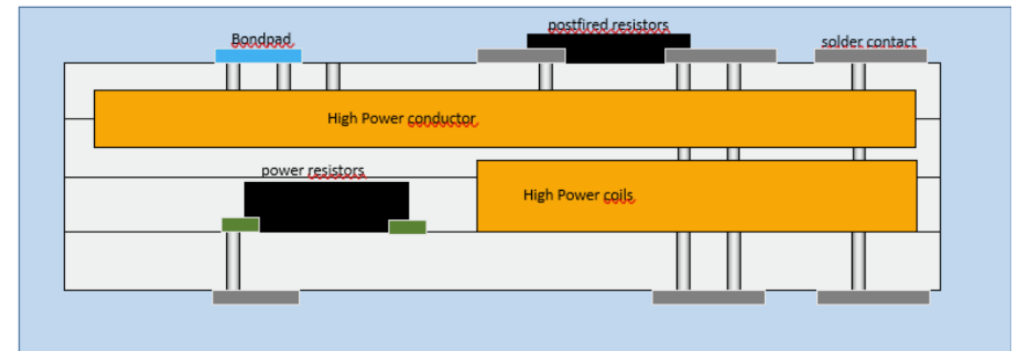 postfired resistors
Bondpad
solder contact
High Power conductor
power resistors
High Power coils